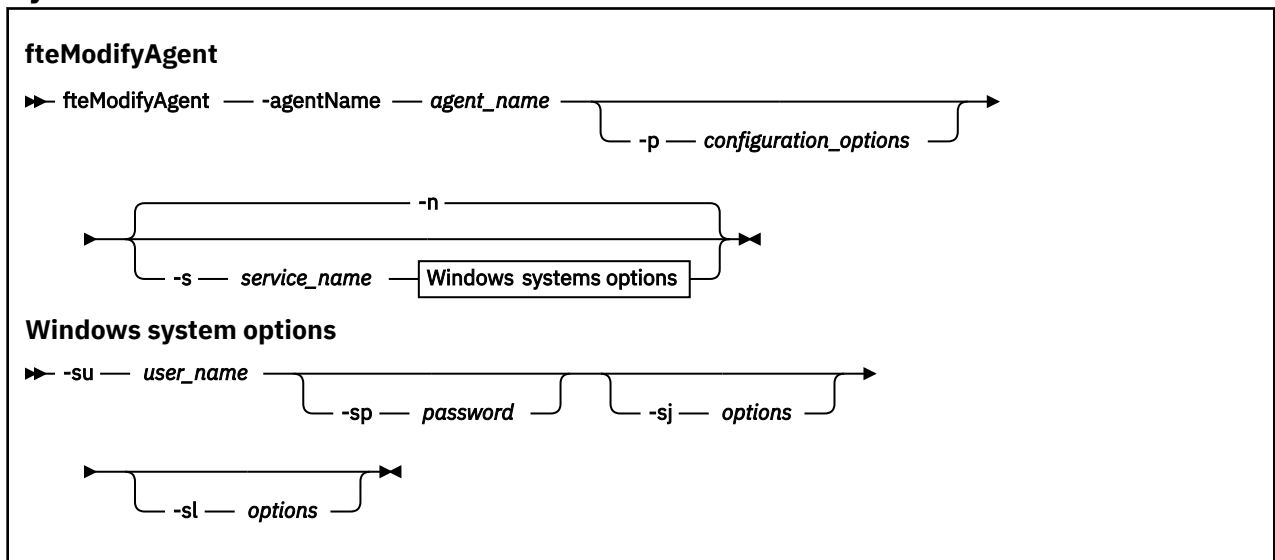 fteModifyAgent
fteModifyAgent -agentName agent_name
-p configuration_options
-n
-s service_name Windows systems options
Windows system options
-su user_name
-sp password -sj options
-sl options